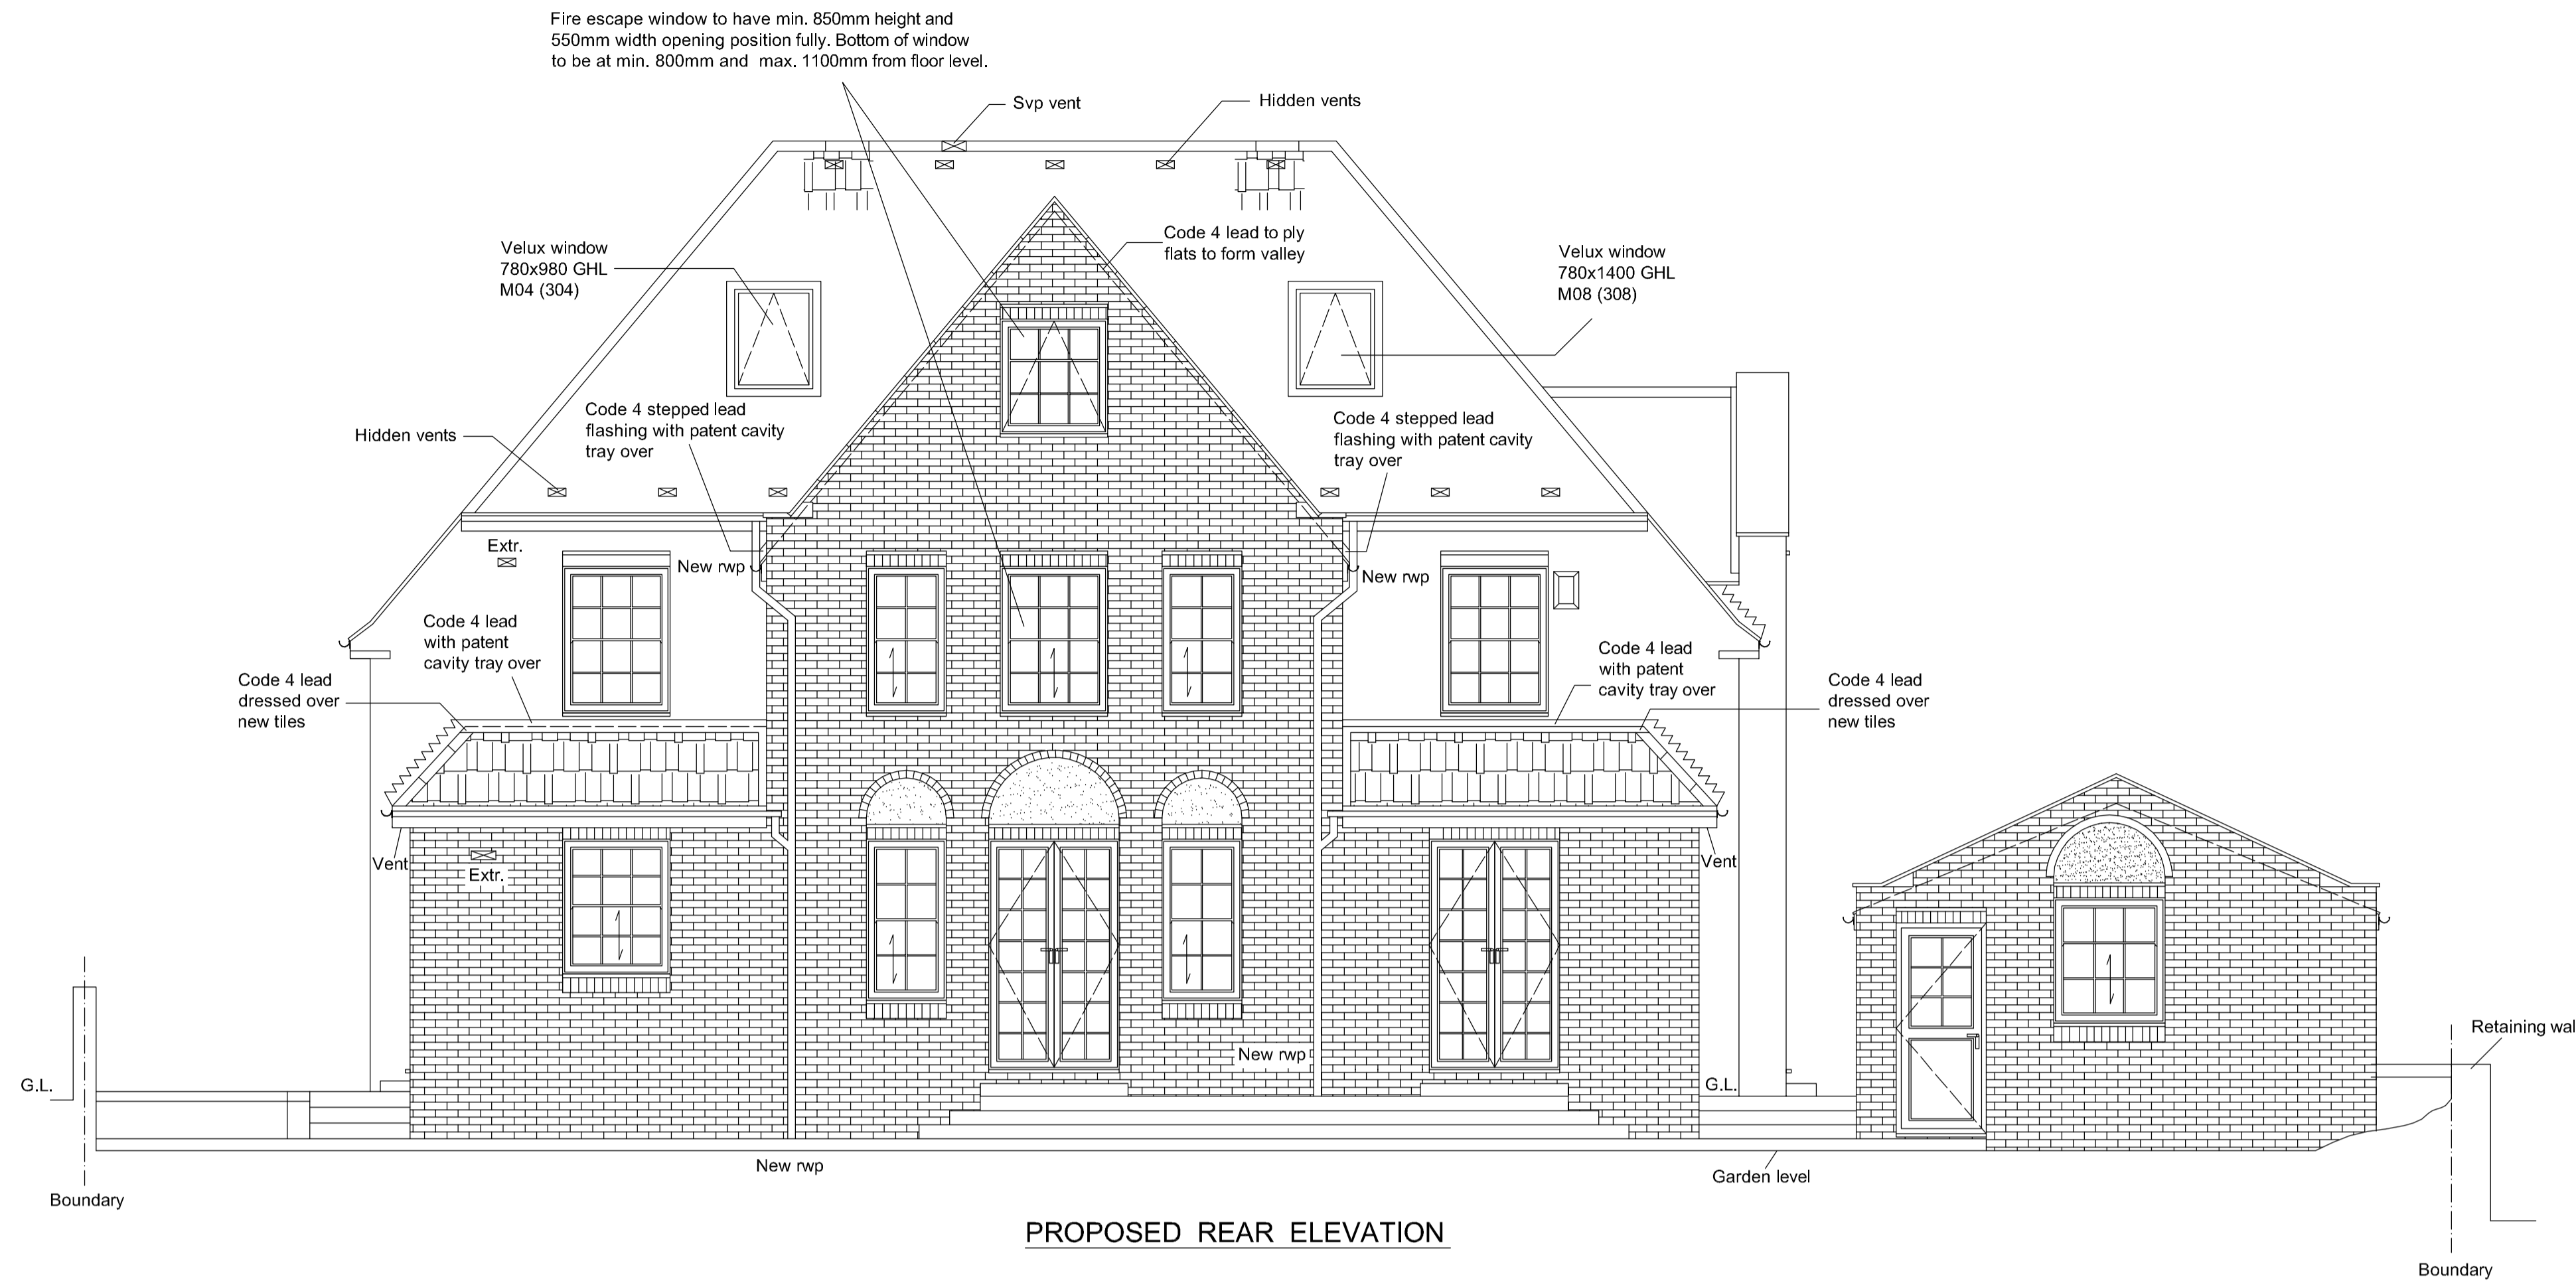 Fire escape window to have min. 850mm height and
550mm width opening position fully. Bottom of window
to be at min. 800mm and max. 1100mm from floor level.
Svp vent
Hidden vents
Code 4 lead to ply
flats to form valley
Velux window
780x980 GHL
M04 (304)
Velux window
780x1400 GHL
M08 (308)
Code 4 stepped lead
flashing with patent cavity
tray over
Code 4 stepped lead
flashing with patent cavity
tray over
Hidden vents
Extr.
New rwp
New rwp
Code 4 lead
with patent
cavity tray over
Code 4 lead
with patent
cavity tray over
Code 4 lead
dressed over
new tiles
Code 4 lead
dressed over
new tiles
Vent
Extr.
Vent
Retaining wal
New rwp
G.L.
G.L.
New rwp
Garden level
Boundary
PROPOSED REAR ELEVATION
Boundary